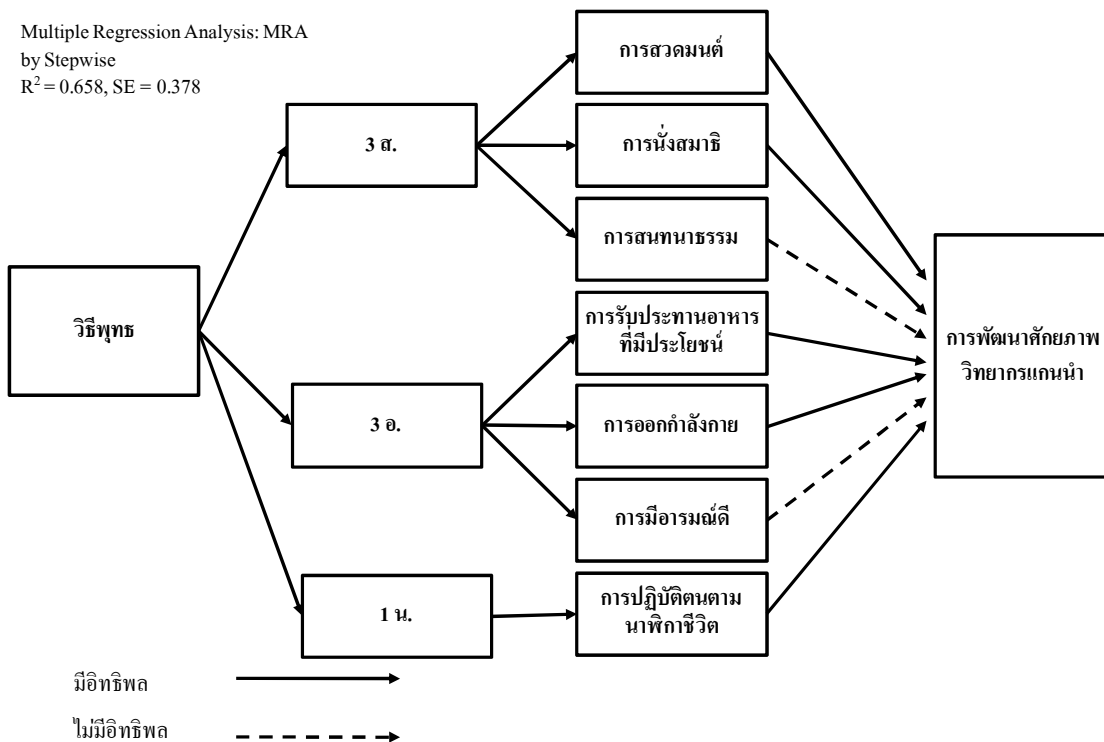 Multiple Regression Analysis: MRA
by Stepwise
R² = 0.658, SE = 0.378
วิธีพุทธ
3 ส.
3 อ.
1 น.
การสวดมนต์
การนั่งสมาธิ
การสนทนาธรรม
การรับประทานอาหาร
ที่มีประโยชน์
การออกกำลังกาย
การมีอารมณ์ดี
การปฏิบัติตนตาม
นาฬิกาชีวิต
การพัฒนาศักยภาพ
วิทยากรแกนนำ
มีอิทธิพล
ไม่มีอิทธิพล